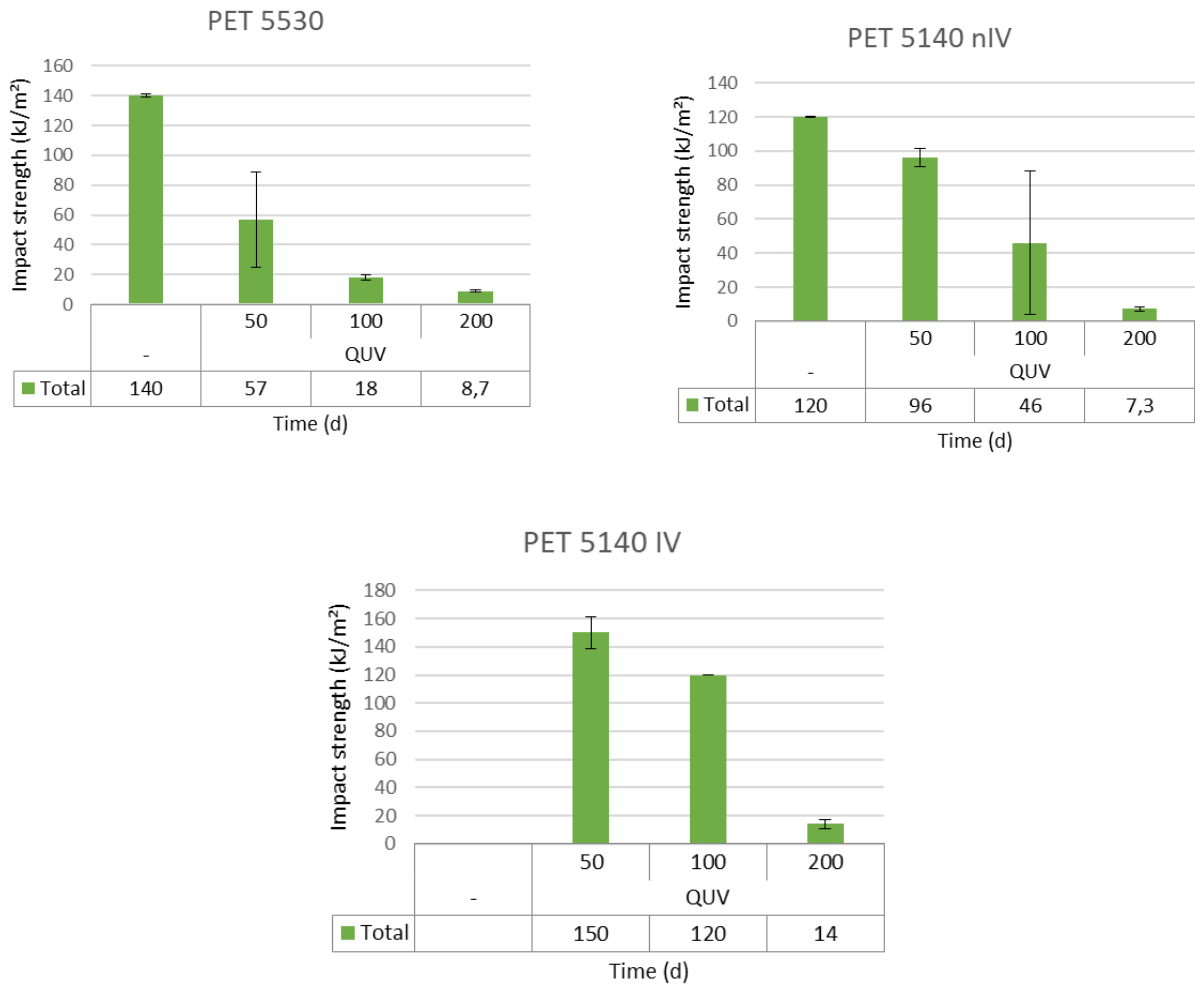 PET 5530
Impact strength (kJ/m²)
160
140
120
100
80
60
40
20
0
50 100 200
- QUV
Total 140 57 18 8,7
Time (d)
PET 5140 nIV
Impact strength (kJ/m²)
140
120
100
80
60
40
20
0
50 100 200
- QUV
Total 120 96 46 7,3
Time (d)
PET 5140 IV
Impact strength (kJ/m²)
180
160
140
120
100
80
60
40
20
0
50 100 200
- QUV
Total 150 120 14
Time (d)